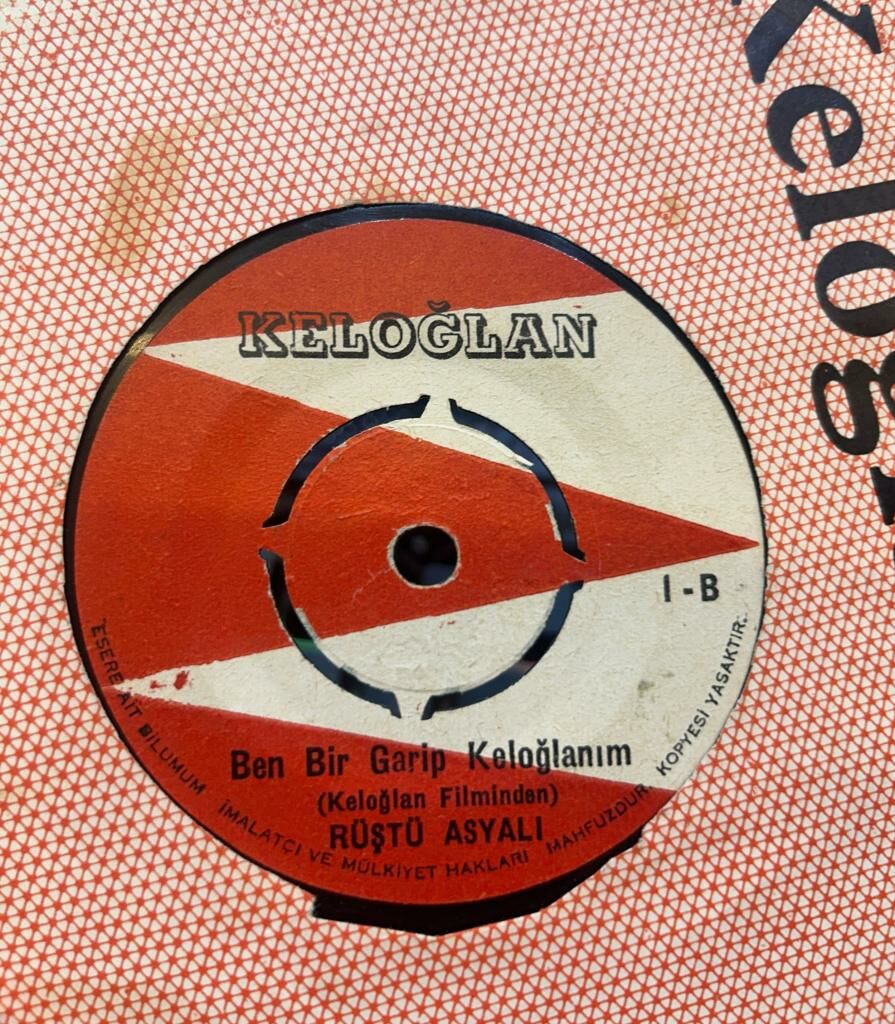 Kelogl
KELOĞLAN
I-B
Ben Bir Garip Keloğlanım
(Keloğlan Filminden)
RÜŞTÜ ASYALI
ESERE AİT BİLUMUM İMALATÇI VE MÜLKİYET HAKLARI MAHFUZDUR. KOPYESİ YASAKTIR.